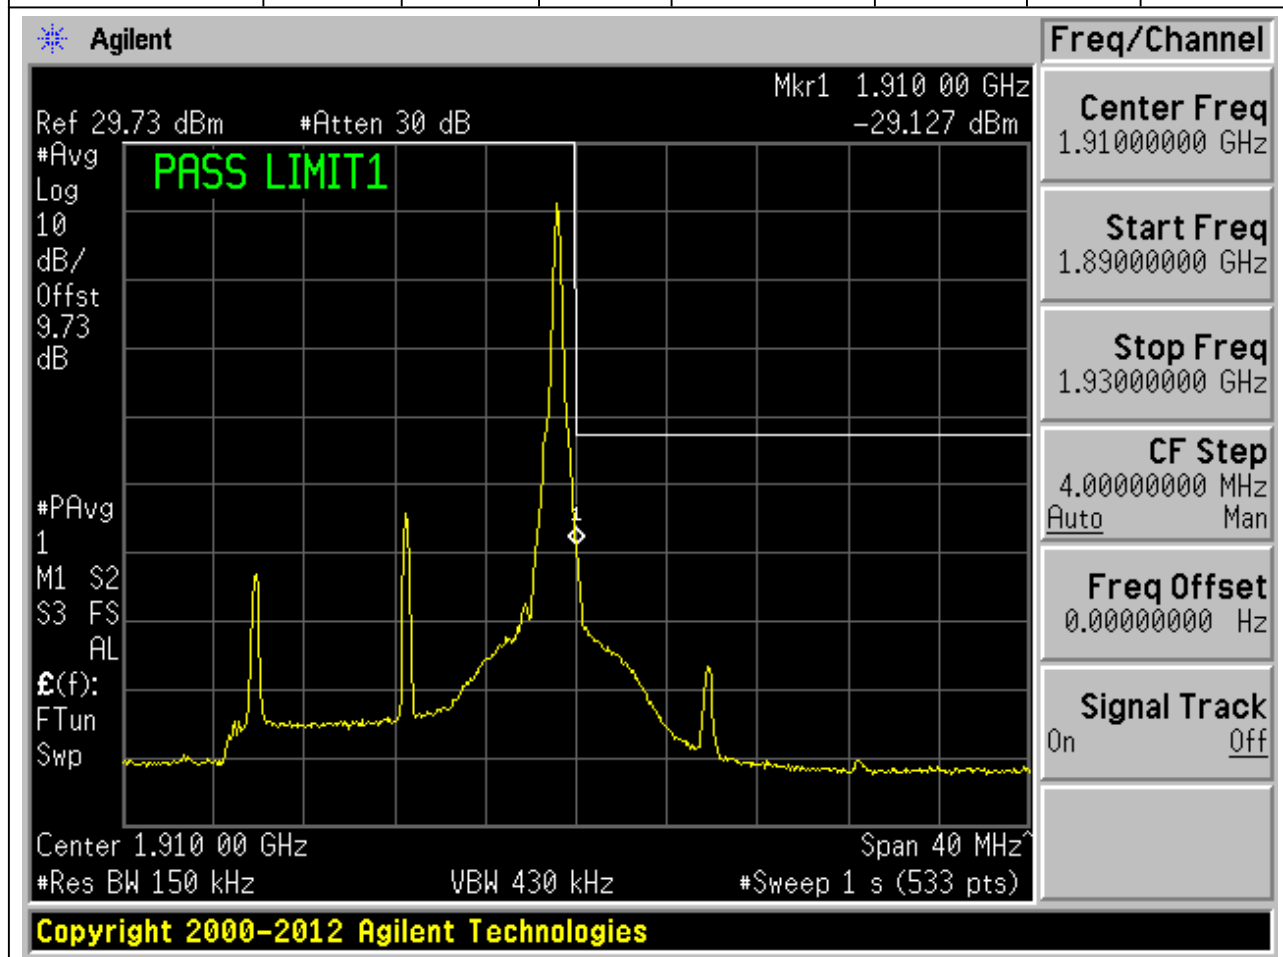 Agilent
Freq/Channel
Mkr1 1.910 00 GHz
Ref 29.73 dBm #Atten 30 dB -29.127 dBm
#Avg
Log
10
dB/
Offst
9.73
dB
PASS LIMIT1
#PAvg
1
M1 S2
S3 FS
AL
£(f):
FTun
Swp
1
Center 1.910 00 GHz Span 40 MHz^
#Res BW 150 kHz VBW 430 kHz #Sweep 1 s (533 pts)
Center Freq
1.91000000 GHz
Start Freq
1.89000000 GHz
Stop Freq
1.93000000 GHz
CF Step
4.00000000 MHz
Auto Man
Freq Offset
0.00000000 Hz
Signal Track
On Off
Copyright 2000-2012 Agilent Technologies